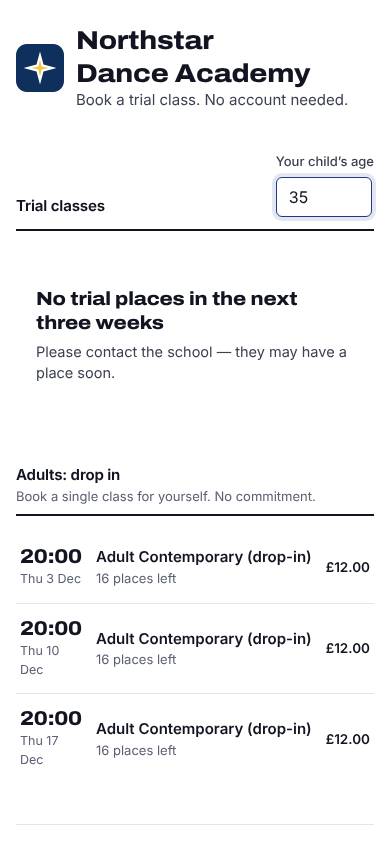 Northstar
Dance Academy
Book a trial class. No account needed.
Your child's age
35
Trial classes
No trial places in the next
three weeks
Please contact the school — they may have a
place soon.
Adults: drop in
Book a single class for yourself. No commitment.
20:00
Thu 3 Dec
Adult Contemporary (drop-in)
16 places left
£12.00
20:00
Thu 10
Dec
Adult Contemporary (drop-in)
16 places left
£12.00
20:00
Thu 17
Dec
Adult Contemporary (drop-in)
16 places left
£12.00